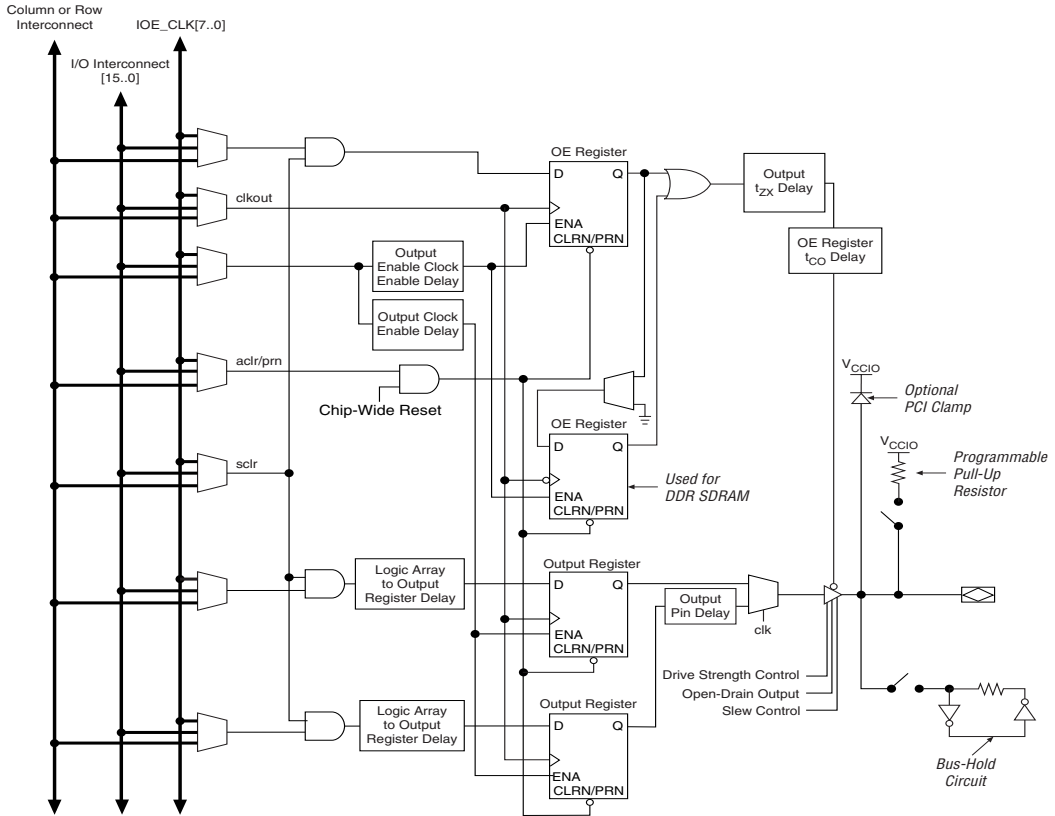 Column or Row
Interconnect
IOE_CLK[7..0]
I/O Interconnect
[15..0]
OE Register
D Q
ENA
CLRN/PRN
Output
tZX Delay
OE Register
tCO Delay
clkout
Output
Enable Clock
Enable Delay
Output Clock
Enable Delay
aclr/prn
Chip-Wide Reset
VCCIO
Optional
PCI Clamp
OE Register
D Q
ENA
CLRN/PRN
Used for
DDR SDRAM
VCCIO
Programmable
Pull-Up
Resistor
sclr
Logic Array
to Output
Register Delay
Output Register
D Q
ENA
CLRN/PRN
Output
Pin Delay
clk
Drive Strength Control
Open-Drain Output
Slew Control
Logic Array
to Output
Register Delay
Output Register
D Q
ENA
CLRN/PRN
Bus-Hold
Circuit